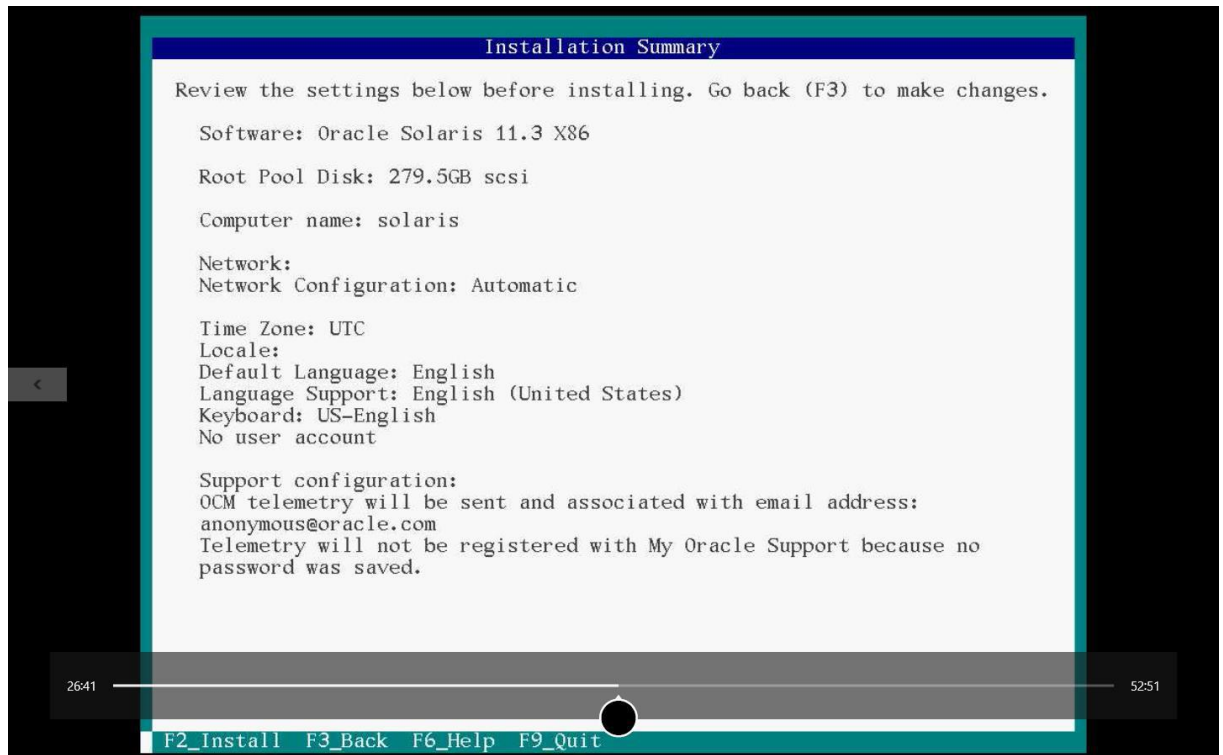 Installation Summary
Review the settings below before installing. Go back (F3) to make changes.
Software: Oracle Solaris 11.3 X86
Root Pool Disk: 279.5GB scsi
Computer name: solaris
Network:
Network Configuration: Automatic
Time Zone: UTC
Locale:
Default Language: English
Language Support: English (United States)
Keyboard: US-English
No user account
Support configuration:
OCM telemetry will be sent and associated with email address:
anonymous@oracle.com
Telemetry will not be registered with My Oracle Support because no
password was saved.
26:41 52:51
F2_Install F3_Back F6_Help F9_Quit